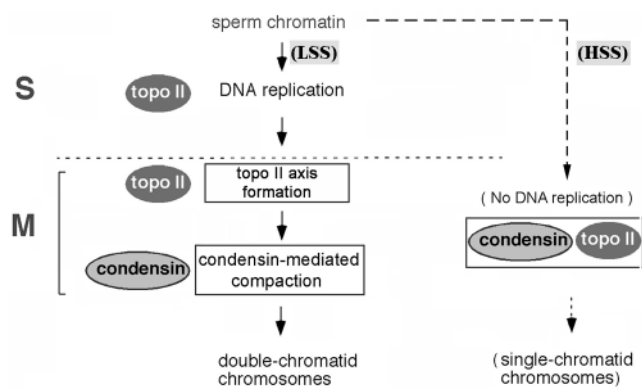 sperm chromatin
(LSS)
(HSS)
S
topo II
DNA replication
M
topo II
topo II axis
formation
( No DNA replication )
condensin
topo II
condensin
condensin-mediated
compaction
double-chromatid
chromosomes
(single-chromatid
chromosomes)